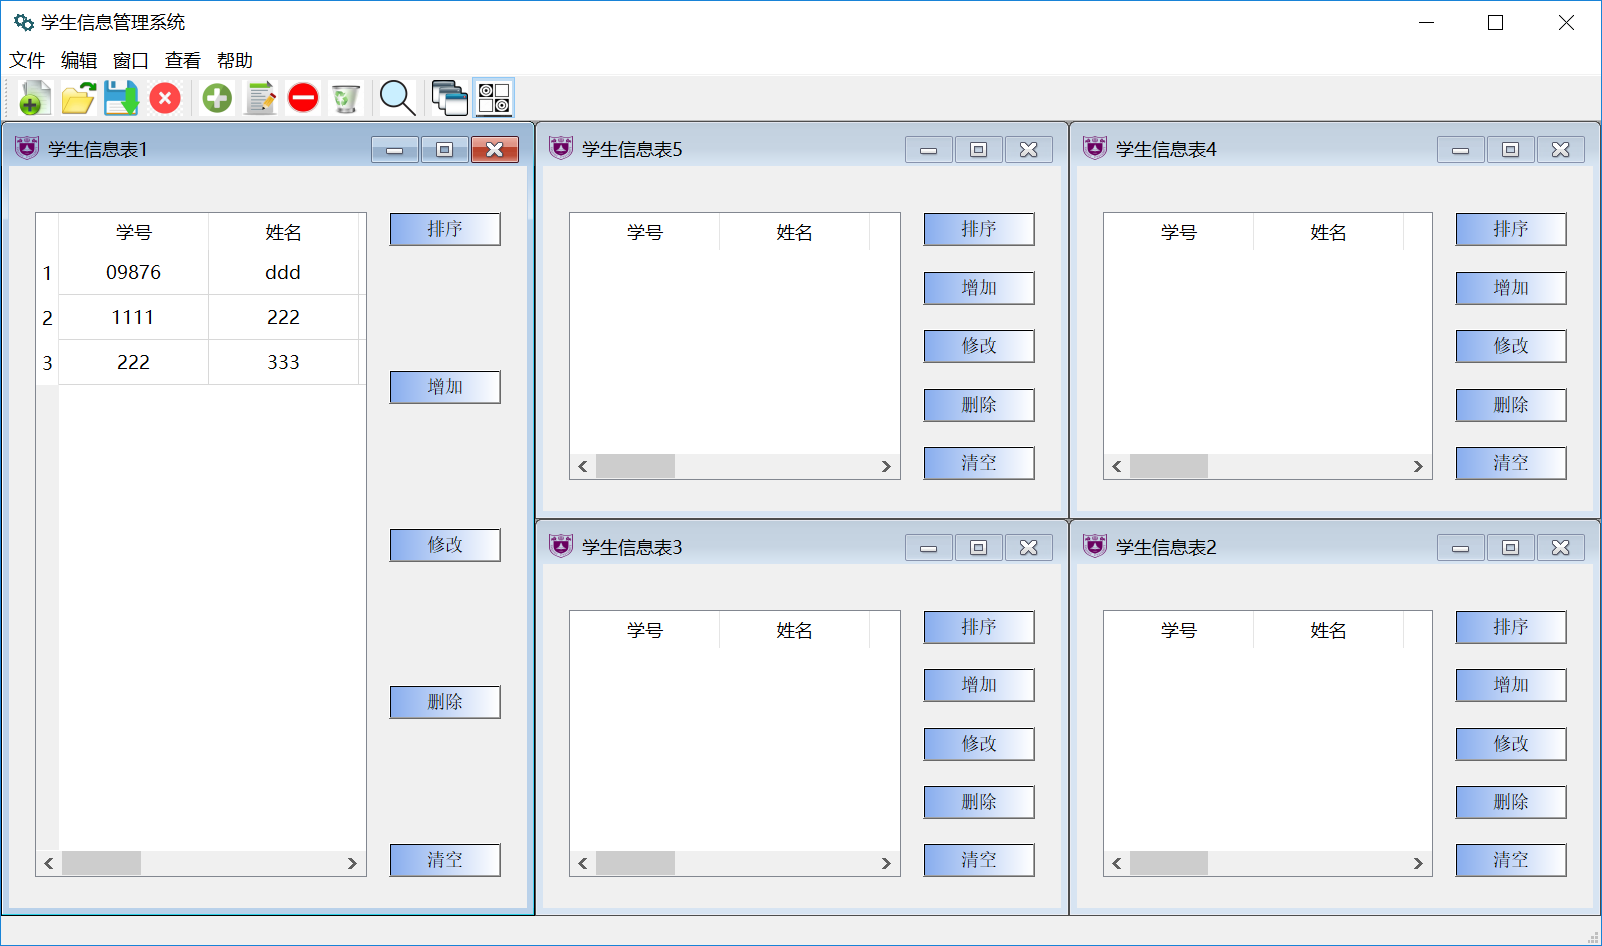 学生信息管理系统
文件 编辑 窗口 查看 帮助
学生信息表1
学号 姓名
1 09876 ddd
2 1111 222
3 222 333
排序
增加
修改
删除
清空
学生信息表5
学号 姓名
排序
增加
修改
删除
清空
学生信息表4
学号 姓名
排序
增加
修改
删除
清空
学生信息表3
学号 姓名
排序
增加
修改
删除
清空
学生信息表2
学号 姓名
排序
增加
修改
删除
清空